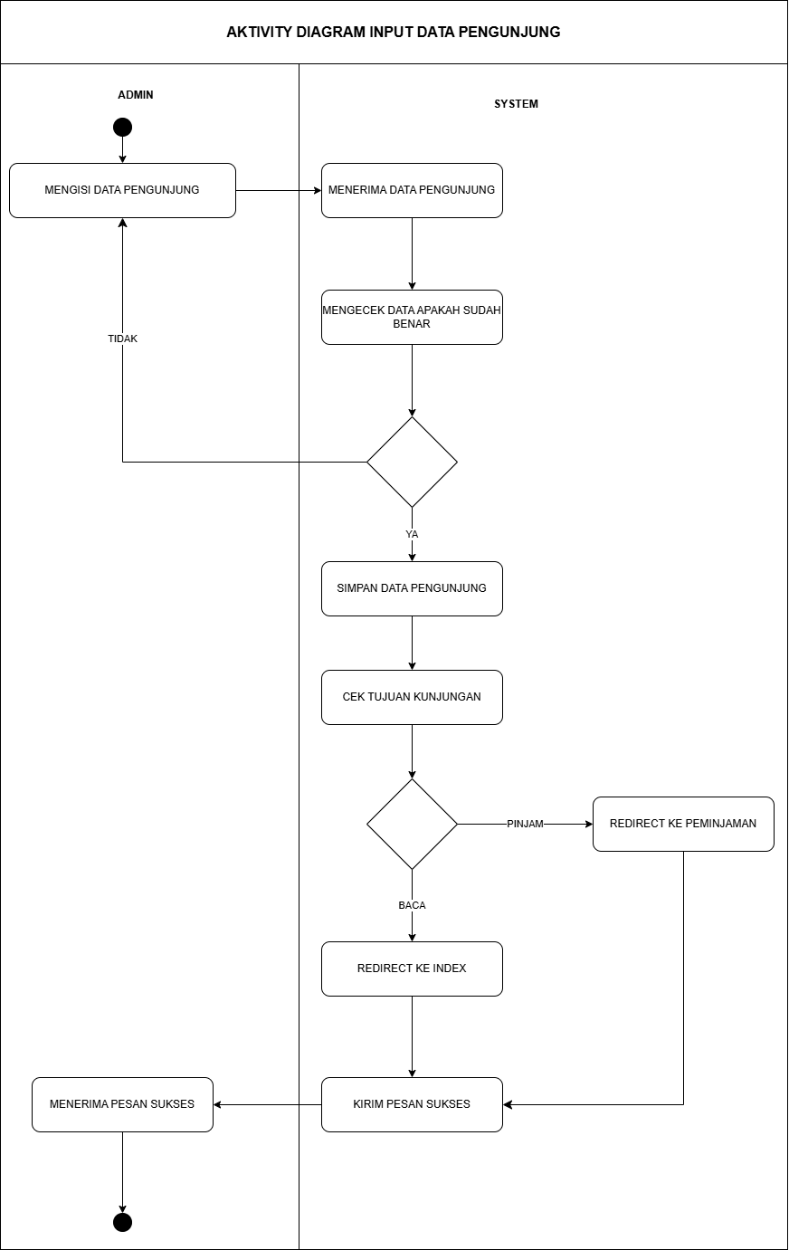 AKTIVITY DIAGRAM INPUT DATA PENGUNJUNG
ADMIN
SYSTEM
MENGISI DATA PENGUNJUNG
MENERIMA DATA PENGUNJUNG
MENGECEK DATA APAKAH SUDAH
BENAR
TIDAK
YA
SIMPAN DATA PENGUNJUNG
CEK TUJUAN KUNJUNGAN
PINJAM
REDIRECT KE PEMINJAMAN
BACA
REDIRECT KE INDEX
MENERIMA PESAN SUKSES
KIRIM PESAN SUKSES